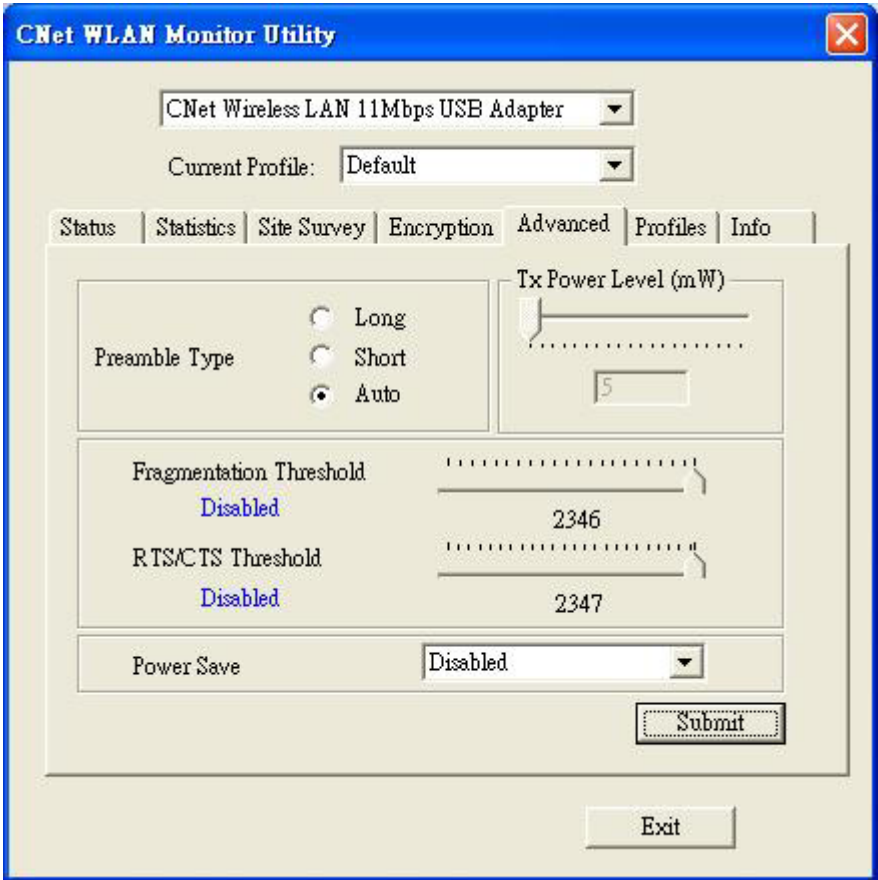 CNet WLAN Monitor Utility
CNet Wireless LAN 11Mbps USB Adapter
Current Profile: Default
Status Statistics Site Survey Encryption Advanced Profiles Info
Tx Power Level (mW)
Long
Preamble Type
Short
Auto
5
Fragmentation Threshold
Disabled
2346
RTS/CTS Threshold
Disabled
2347
Power Save
Disabled
Submit
Exit